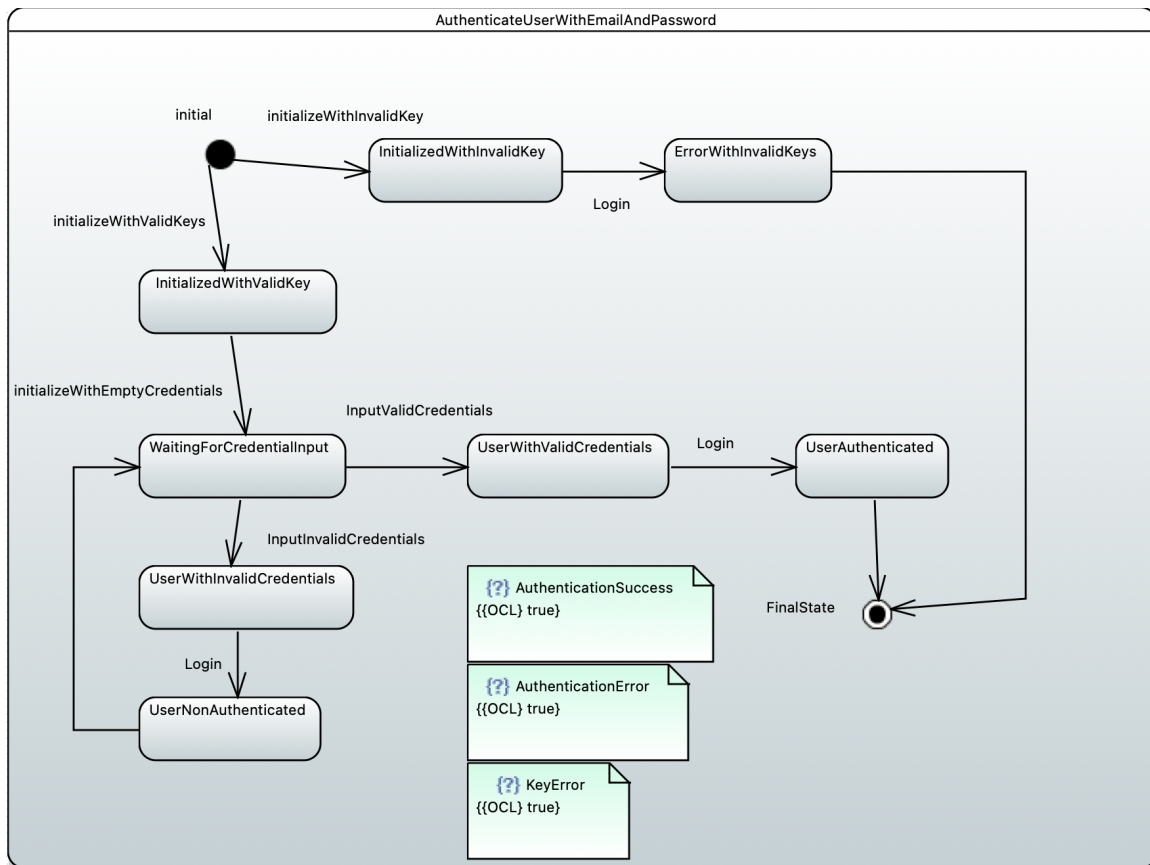 AuthenticateUserWithEmailAndPassword
initial
initializeWithInvalidKey
InitializedWithInvalidKey
ErrorWithInvalidKeys
Login
initializeWithValidKeys
InitializedWithValidKey
initializeWithEmptyCredentials
InputValidCredentials
WaitingForCredentialInput
UserWithValidCredentials
Login
UserAuthenticated
InputInvalidCredentials
UserWithInvalidCredentials
{?} AuthenticationSuccess
{{OCL} true}
FinalState
Login
UserNonAuthenticated
{?} AuthenticationError
{{OCL} true}
{?} KeyError
{{OCL} true}